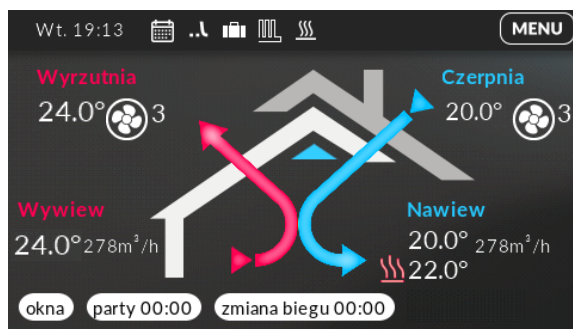 Wt. 19:13 MENU
Wyrzutnia Czerpnia
24.0° 3 20.0° 3
Wywiew Nawiew
24.0° 278m³/h 20.0° 278m³/h
22.0°
okna party 00:00 zmiana biegu 00:00